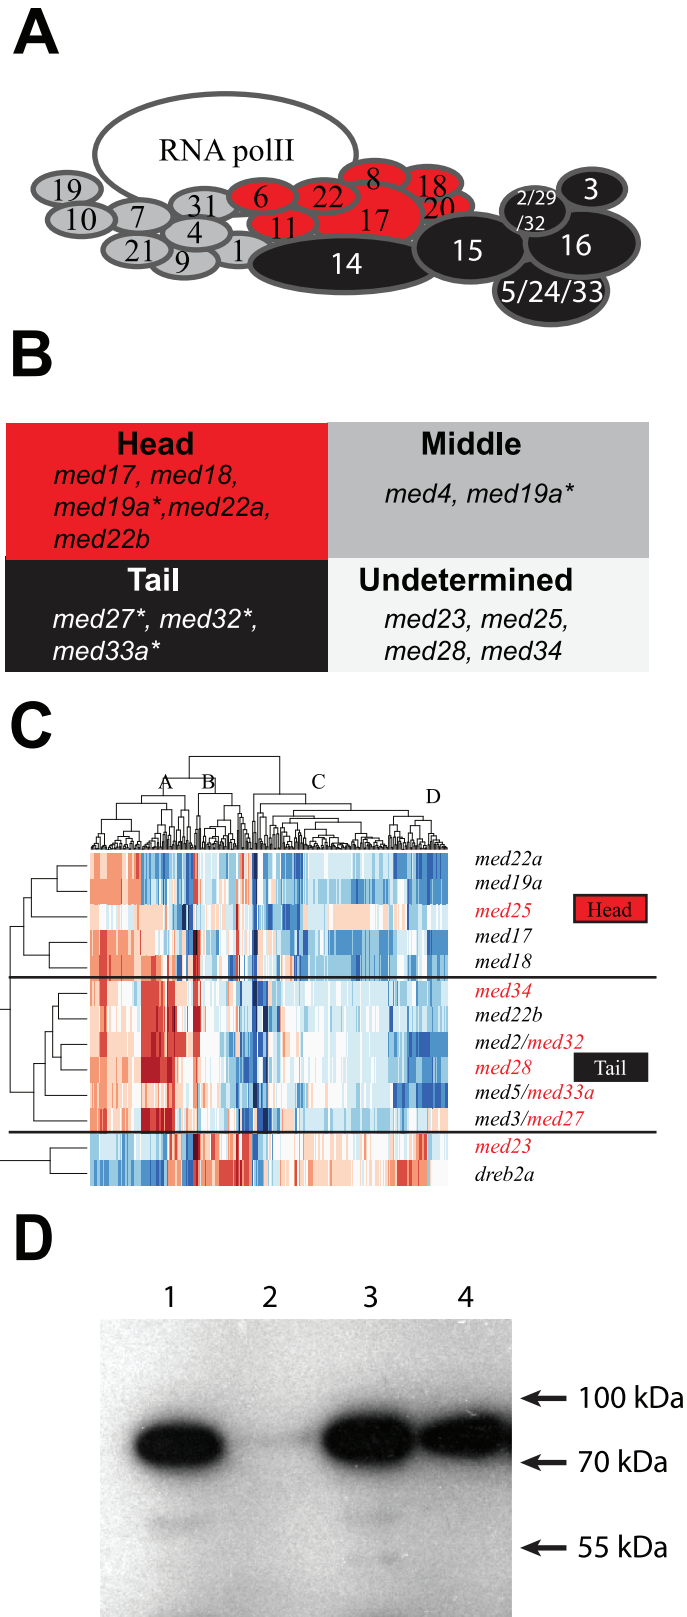 A
RNA polII
19
10
7
31
21
4
9
1
6
22
8
18
20
11
17
14
15
2/29
/32
3
16
5/24/33
B
Head
med17, med18,
med19a*,med22a,
med22b
Middle
med4, med19a*
Tail
med27*, med32*,
med33a*
Undetermined
med23, med25,
med28, med34
C
A B C D
med22a
med19a
med25
Head
med17
med18
med34
med22b
med2/med32
med28
Tail
med5/med33a
med3/med27
med23
dreb2a
D
1 2 3 4
100 kDa
70 kDa
55 kDa